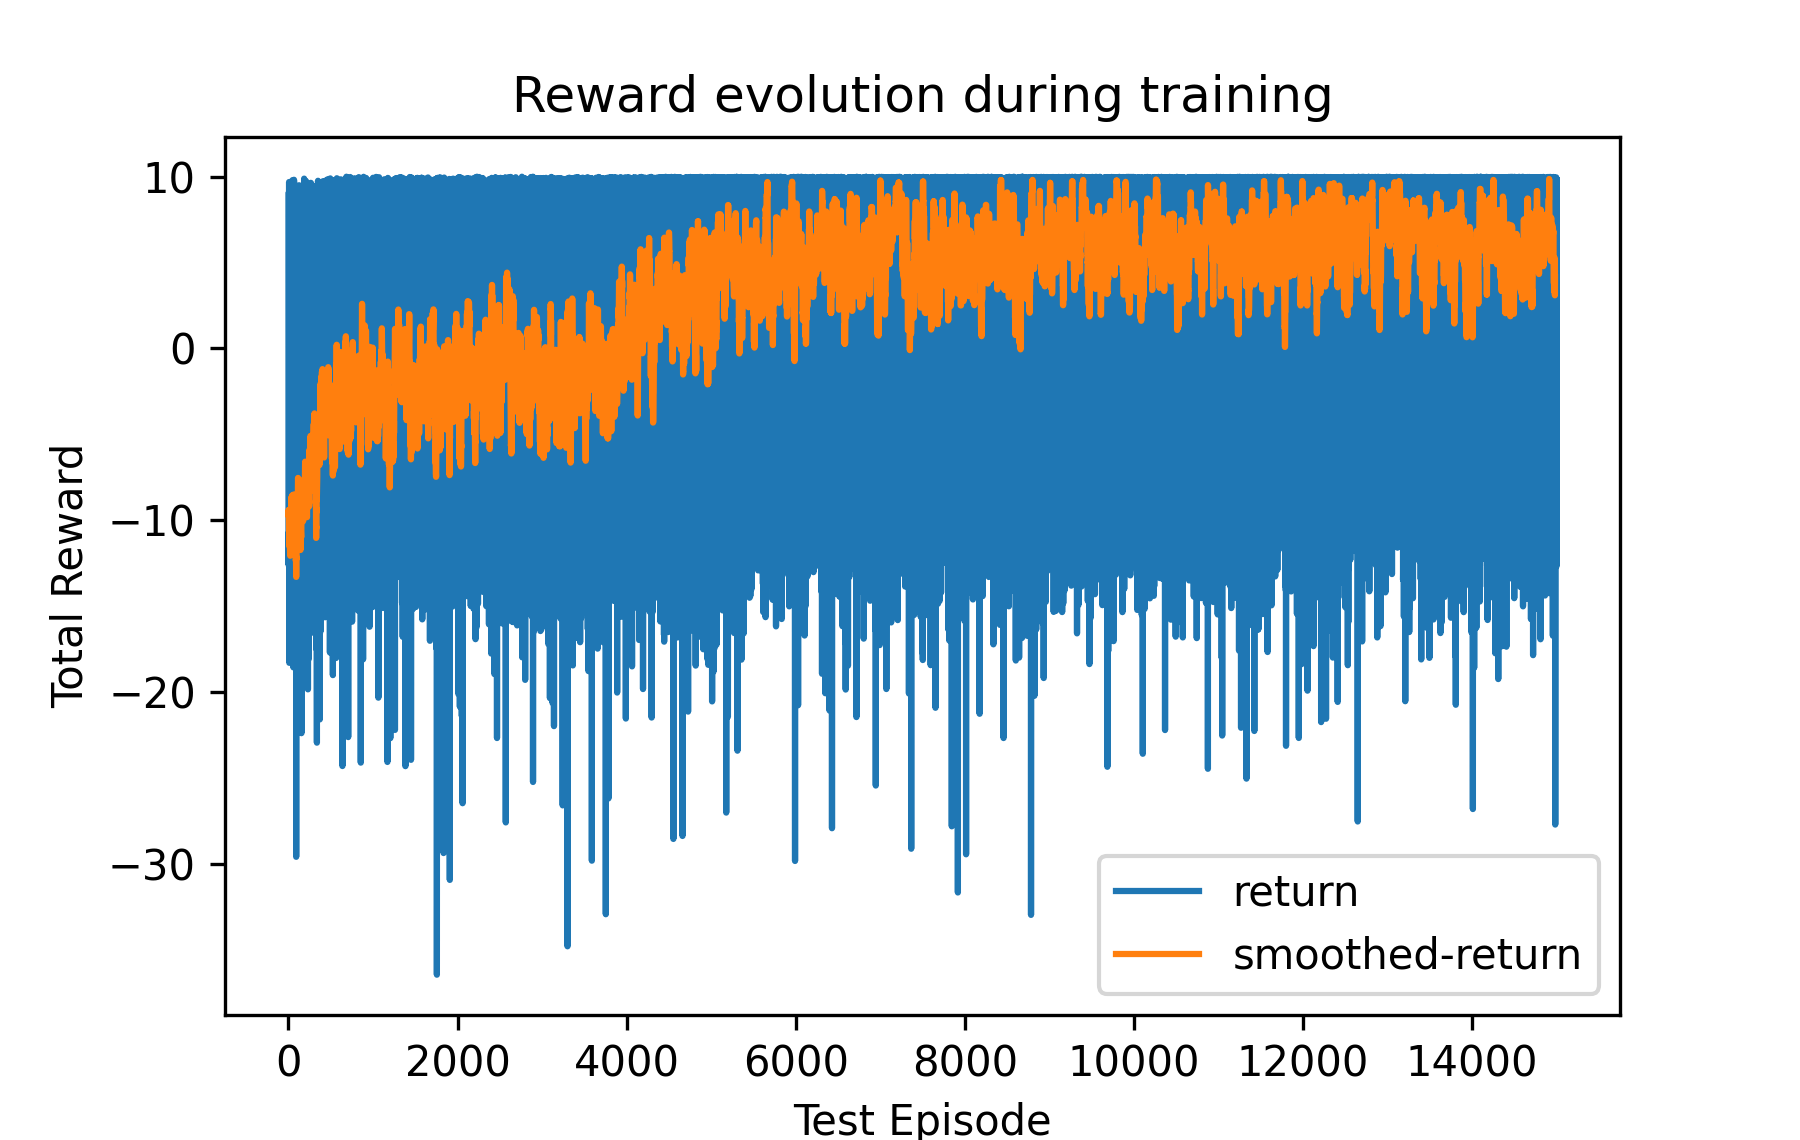 Reward evolution during training
10
0
−10
−20
−30
Total Reward
return
smoothed-return
0 2000 4000 6000 8000 10000 12000 14000
Test Episode